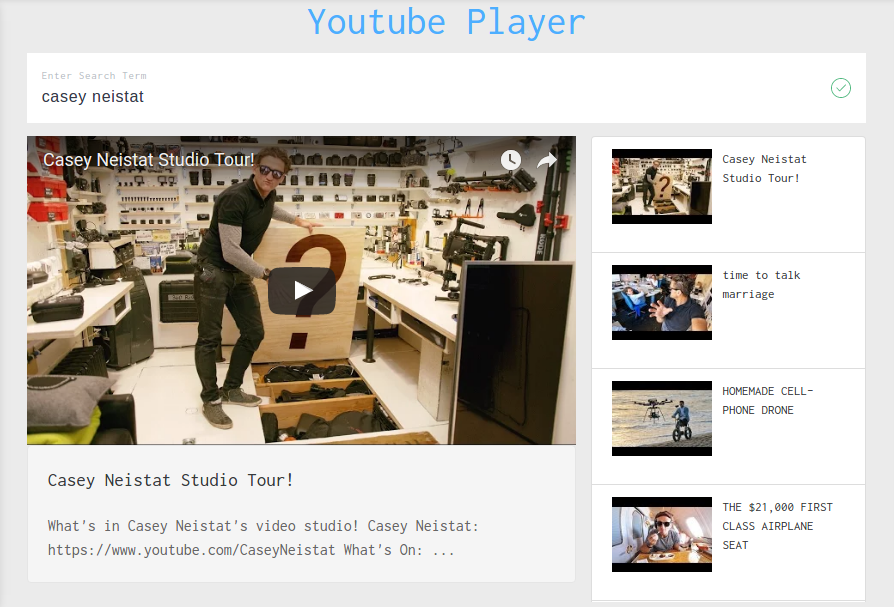 Youtube Player
Enter Search Term
casey neistat
Casey Neistat Studio Tour!
?
Casey Neistat Studio Tour!
What's in Casey Neistat's video studio! Casey Neistat:
https://www.youtube.com/CaseyNeistat What's On: ...
Casey Neistat
Studio Tour!
time to talk
marriage
HOMEMADE CELL-
PHONE DRONE
THE $21,000 FIRST
CLASS AIRPLANE
SEAT